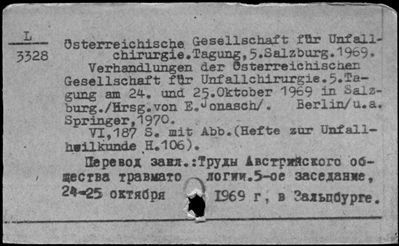 L
3328
Österreichische Gesellschaft für Unfall-
chirurgie.Tagung,5.Salzburg.1969.
Verhandlungen der Österreichischen
Gesellschaft für Unfallchirurgie.5.Ta-
gung am 24. und 25.Oktober 1969 in Salz-
burg./Hrsg.von E.Jonasch/. Berlin/u.a.
Springer,1970.
VI,187 S. mit Abb.(Hefte zur Unfall-
heilkunde H.106).
Перевод загл.:Труды Австрийского об-
щества травмато логии.5-ое заседание,
24-25 октября 1969 г, в Зальцбурге.